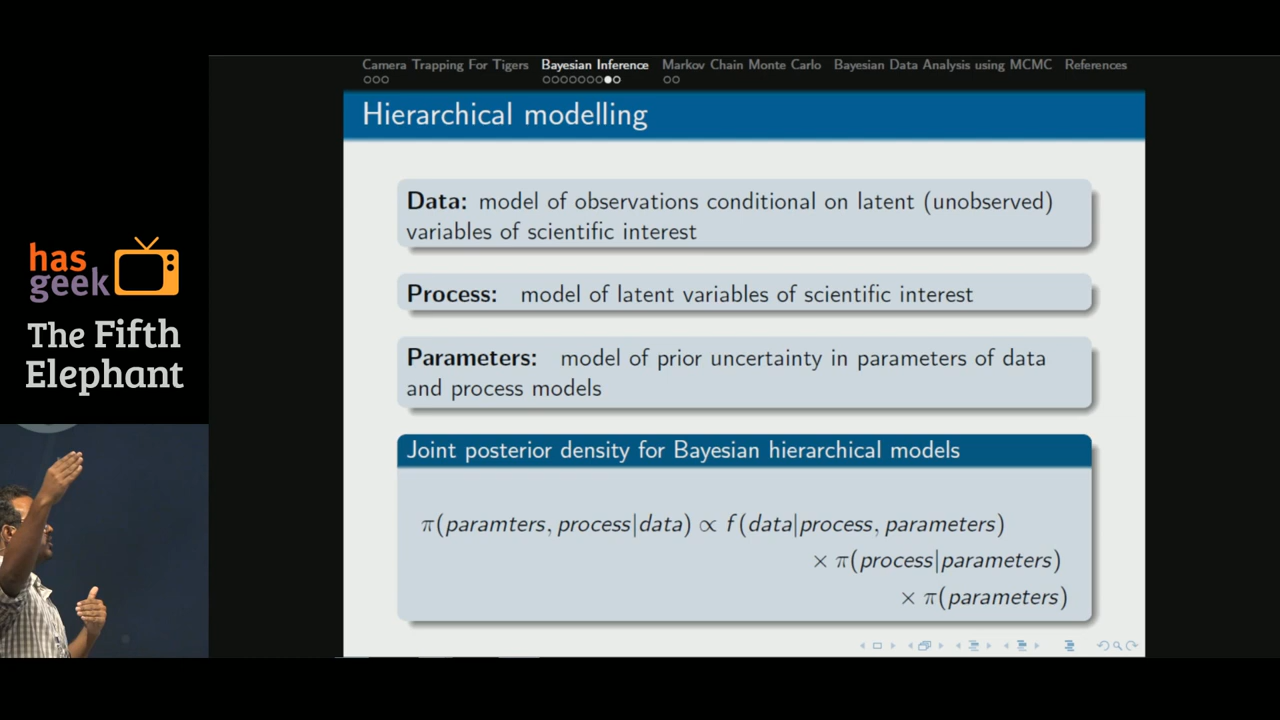 Camera Trapping For Tigers
Bayesian Inference
Markov Chain Monte Carlo
Bayesian Data Analysis using MCMC
References
Hierarchical modelling
Data: model of observations conditional on latent (unobserved)
variables of scientific interest
Process: model of latent variables of scientific interest
Parameters: model of prior uncertainty in parameters of data
and process models
Joint posterior density for Bayesian hierarchical models
π(paramters, process|data) ∝ f(data|process, parameters)
× π(process|parameters)
× π(parameters)
has
geek
The Fifth
Elephant